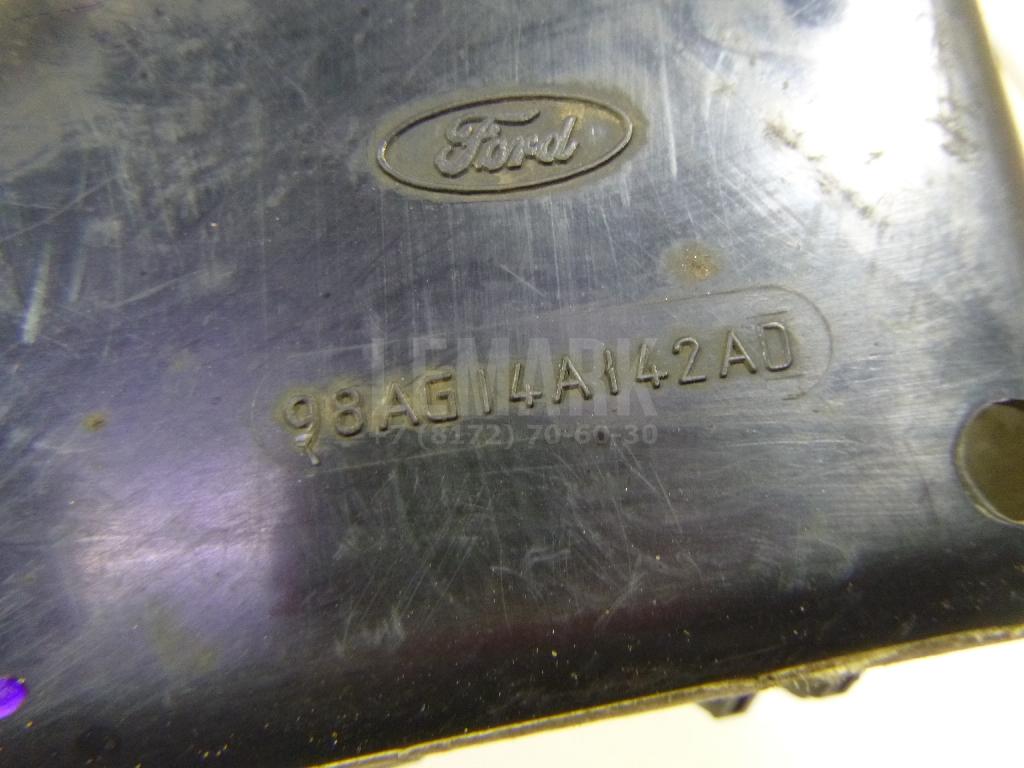 Ford
98AG14A142AD
LEMARK
+7 (8172) 70-60-30